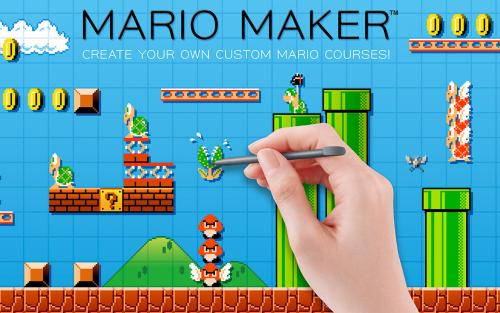 MARIO MAKER™
CREATE YOUR OWN CUSTOM MARIO COURSES!
?